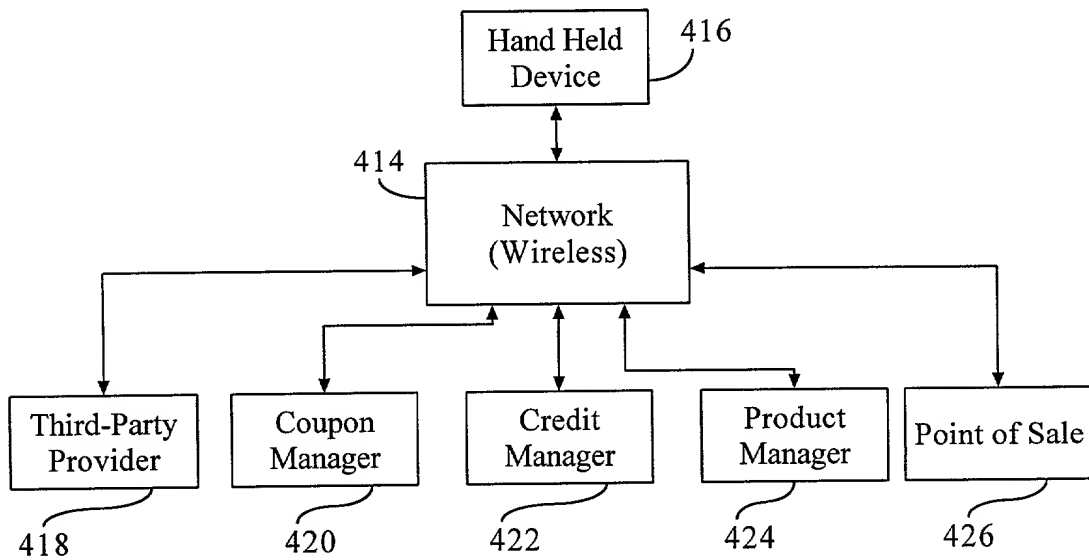 Hand Held
Device
416
414
Network
(Wireless)
Third-Party
Provider
Coupon
Manager
Credit
Manager
Product
Manager
Point of Sale
418
420
422
424
426